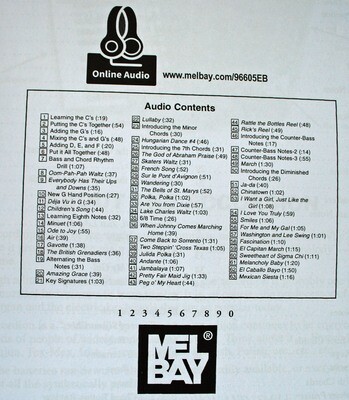 Online Audio
www.melbay.com/96605EB
Audio Contents
1 Learning the C's (:19)
2 Putting the C's Together (:54)
3 Adding the G's (:16)
4 Mixing the C's and G's (:48)
5 Adding D, E, and F (:20)
6 Put it All Together (:48)
7 Bass and Chord Rhythm
Drill (1:07)
8 Oom-Pah-Pah Waltz (:37)
9 Everybody Has Their Ups
and Downs (:35)
10 New G Hand Position (:27)
11 Déja Vu in G (:34)
12 Children's Song (:44)
13 Learning Eighth Notes (:32)
14 Minuet (1:06)
15 Ode to Joy (:55)
16 Air (:39)
17 Gavotte (1:38)
18 The British Grenadiers (:36)
19 Alternating the Bass
Notes (:31)
20 Amazing Grace (:39)
21 Key Signatures (1:03)
22 Lullaby (:32)
23 Introducing the Minor
Chords (:30)
24 Hungarian Dance #4 (:46)
25 Introducing the 7th Chords (:31)
26 The God of Abraham Praise (:49)
27 Skaters Waltz (:31)
28 French Song (:52)
29 Sur le Pont d'Avignon (:51)
30 Wandering (:30)
31 The Bells of St. Marys (:52)
32 Polka, Polka (1:02)
33 Are You from Dixie (:57)
34 Lake Charles Waltz (1:03)
35 6/8 Time (:26)
36 When Johnny Comes Marching
Home (:39)
37 Come Back to Sorrento (1:31)
38 Two Steppin' Cross Texas (1:05)
39 Julida Polka (:31)
40 Andante (1:06)
41 Jambalaya (1:07)
42 Pretty Fair Maid Jig (1:33)
43 Peg o' My Heart (:44)
44 Rattle the Bottles Reel (:48)
45 Rick's Reel (:49)
46 Introducing the Counter-Bass
Notes (:17)
47 Counter-Bass Notes-2 (:14)
48 Counter-Bass Notes-3 (:55)
49 March (1:30)
50 Introducing the Diminished
Chords (:26)
51 Ja-da (:40)
52 Chinatown (1:02)
53 I Want a Girl, Just Like the
Girl (1:08)
54 I Love You Truly (:59)
55 Smiles (1:06)
56 For Me and My Gal (1:05)
57 Washington and Lee Swing (1:01)
58 Fascination (1:10)
59 El Capitan March (1:15)
60 Sweetheart of Sigma Chi (1:11)
61 Melancholy Baby (1:20)
62 El Caballo Bayo (1:50)
63 Mexican Siesta (1:16)
1 2 3 4 5 6 7 8 9 0
MEL
BAY®